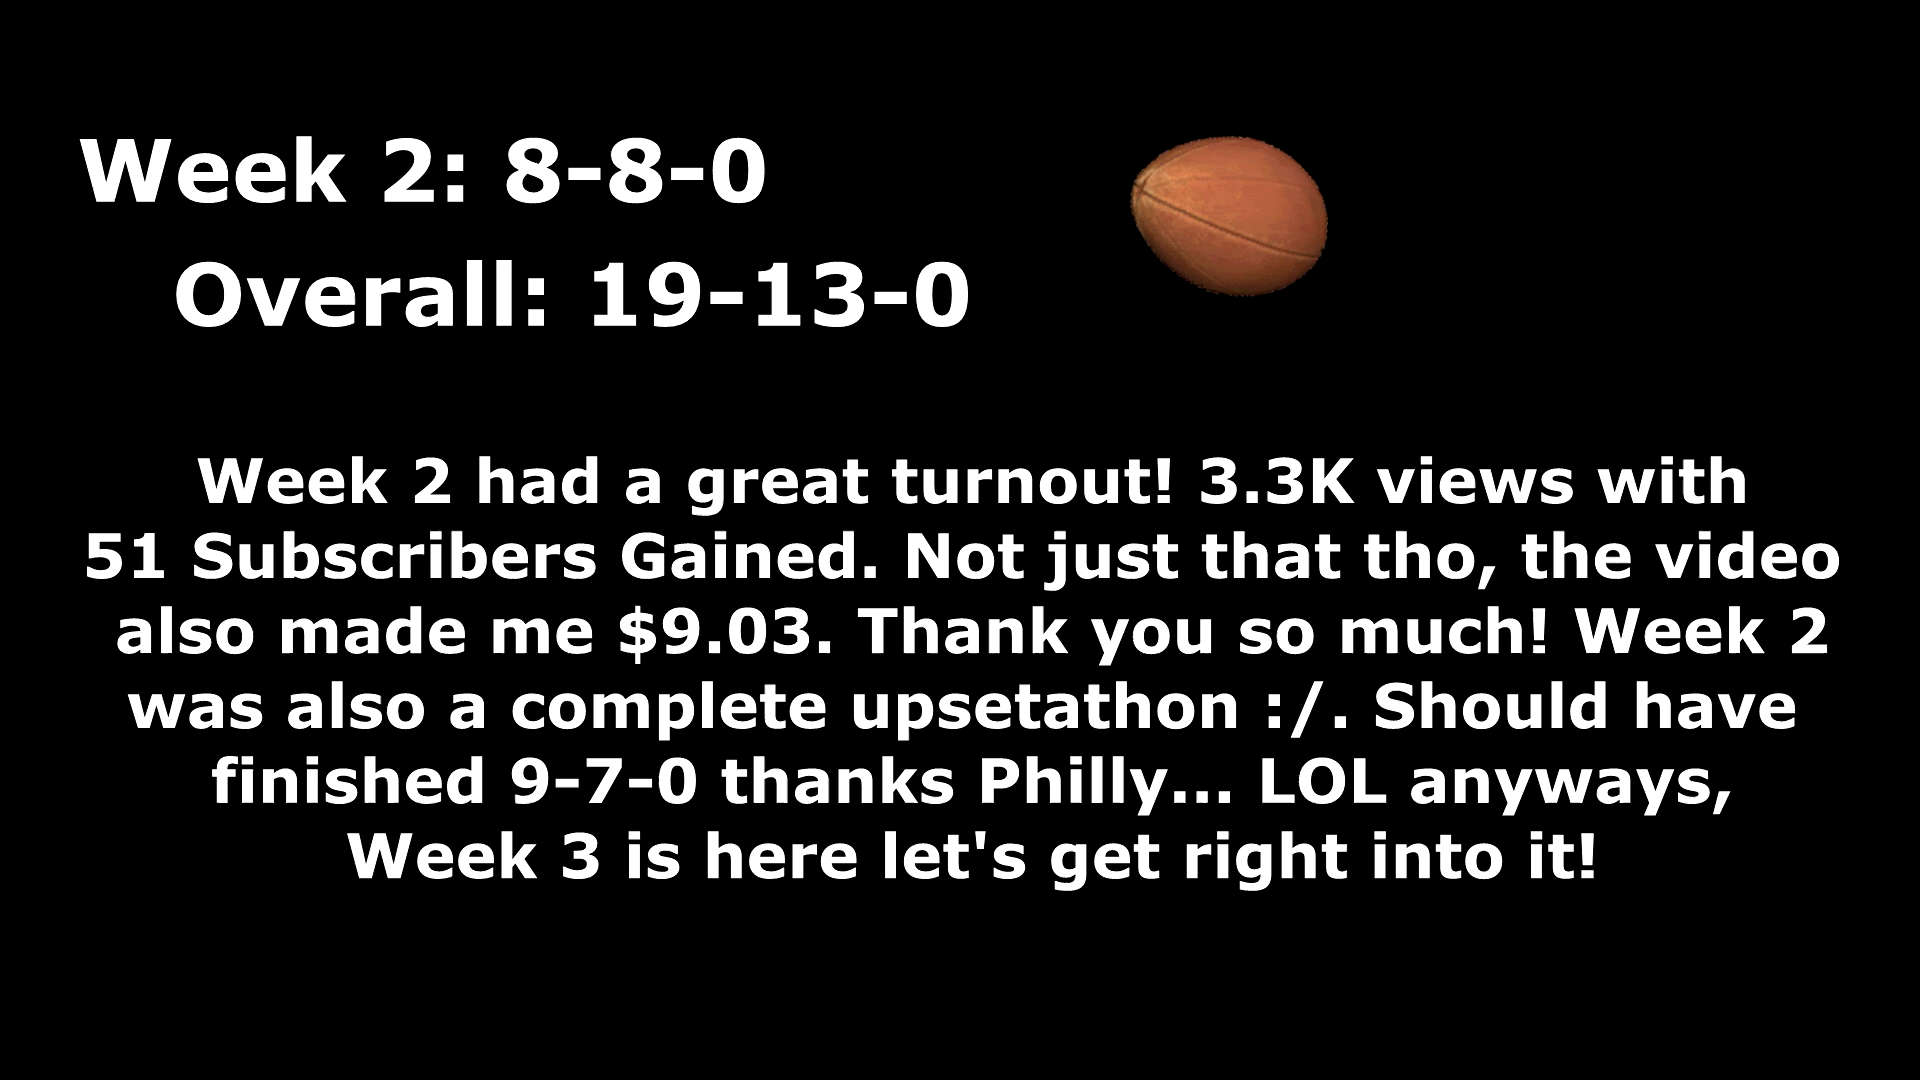 Week 2: 8-8-0
Overall: 19-13-0
Week 2 had a great turnout! 3.3K views with
51 Subscribers Gained. Not just that tho, the video
also made me $9.03. Thank you so much! Week 2
was also a complete upsetathon :/. Should have
finished 9-7-0 thanks Philly... LOL anyways,
Week 3 is here let's get right into it!